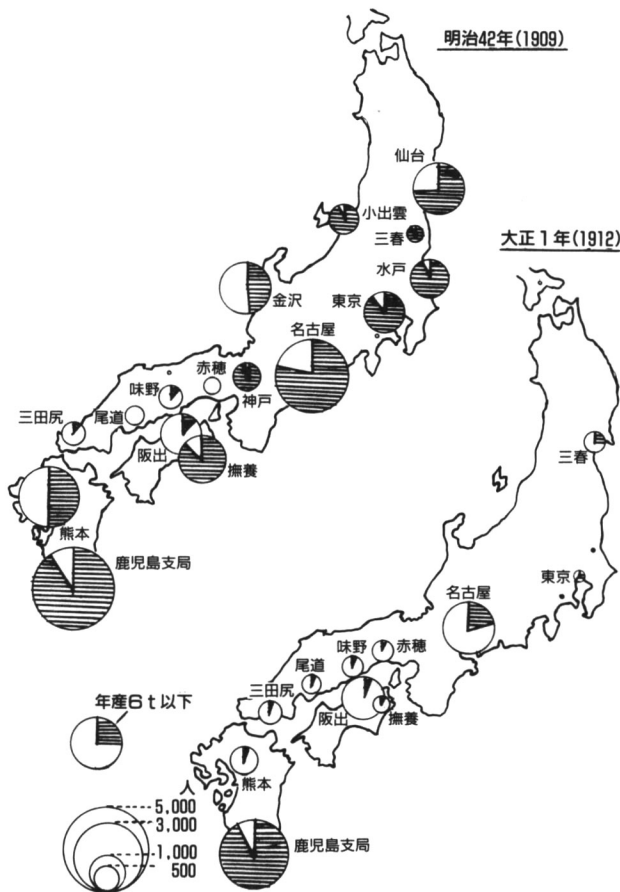 明治42年(1909)
仙台
小出雲
三春
水戸
金沢
東京
名古屋
赤穂
味野
神戸
三田尻
尾道
阪出
撫養
熊本
鹿児島支局
大正1年(1912)
三春
東京
名古屋
味野
赤穂
尾道
三田尻
阪出
撫養
熊本
鹿児島支局
年産6t以下
人
5,000
3,000
1,000
500